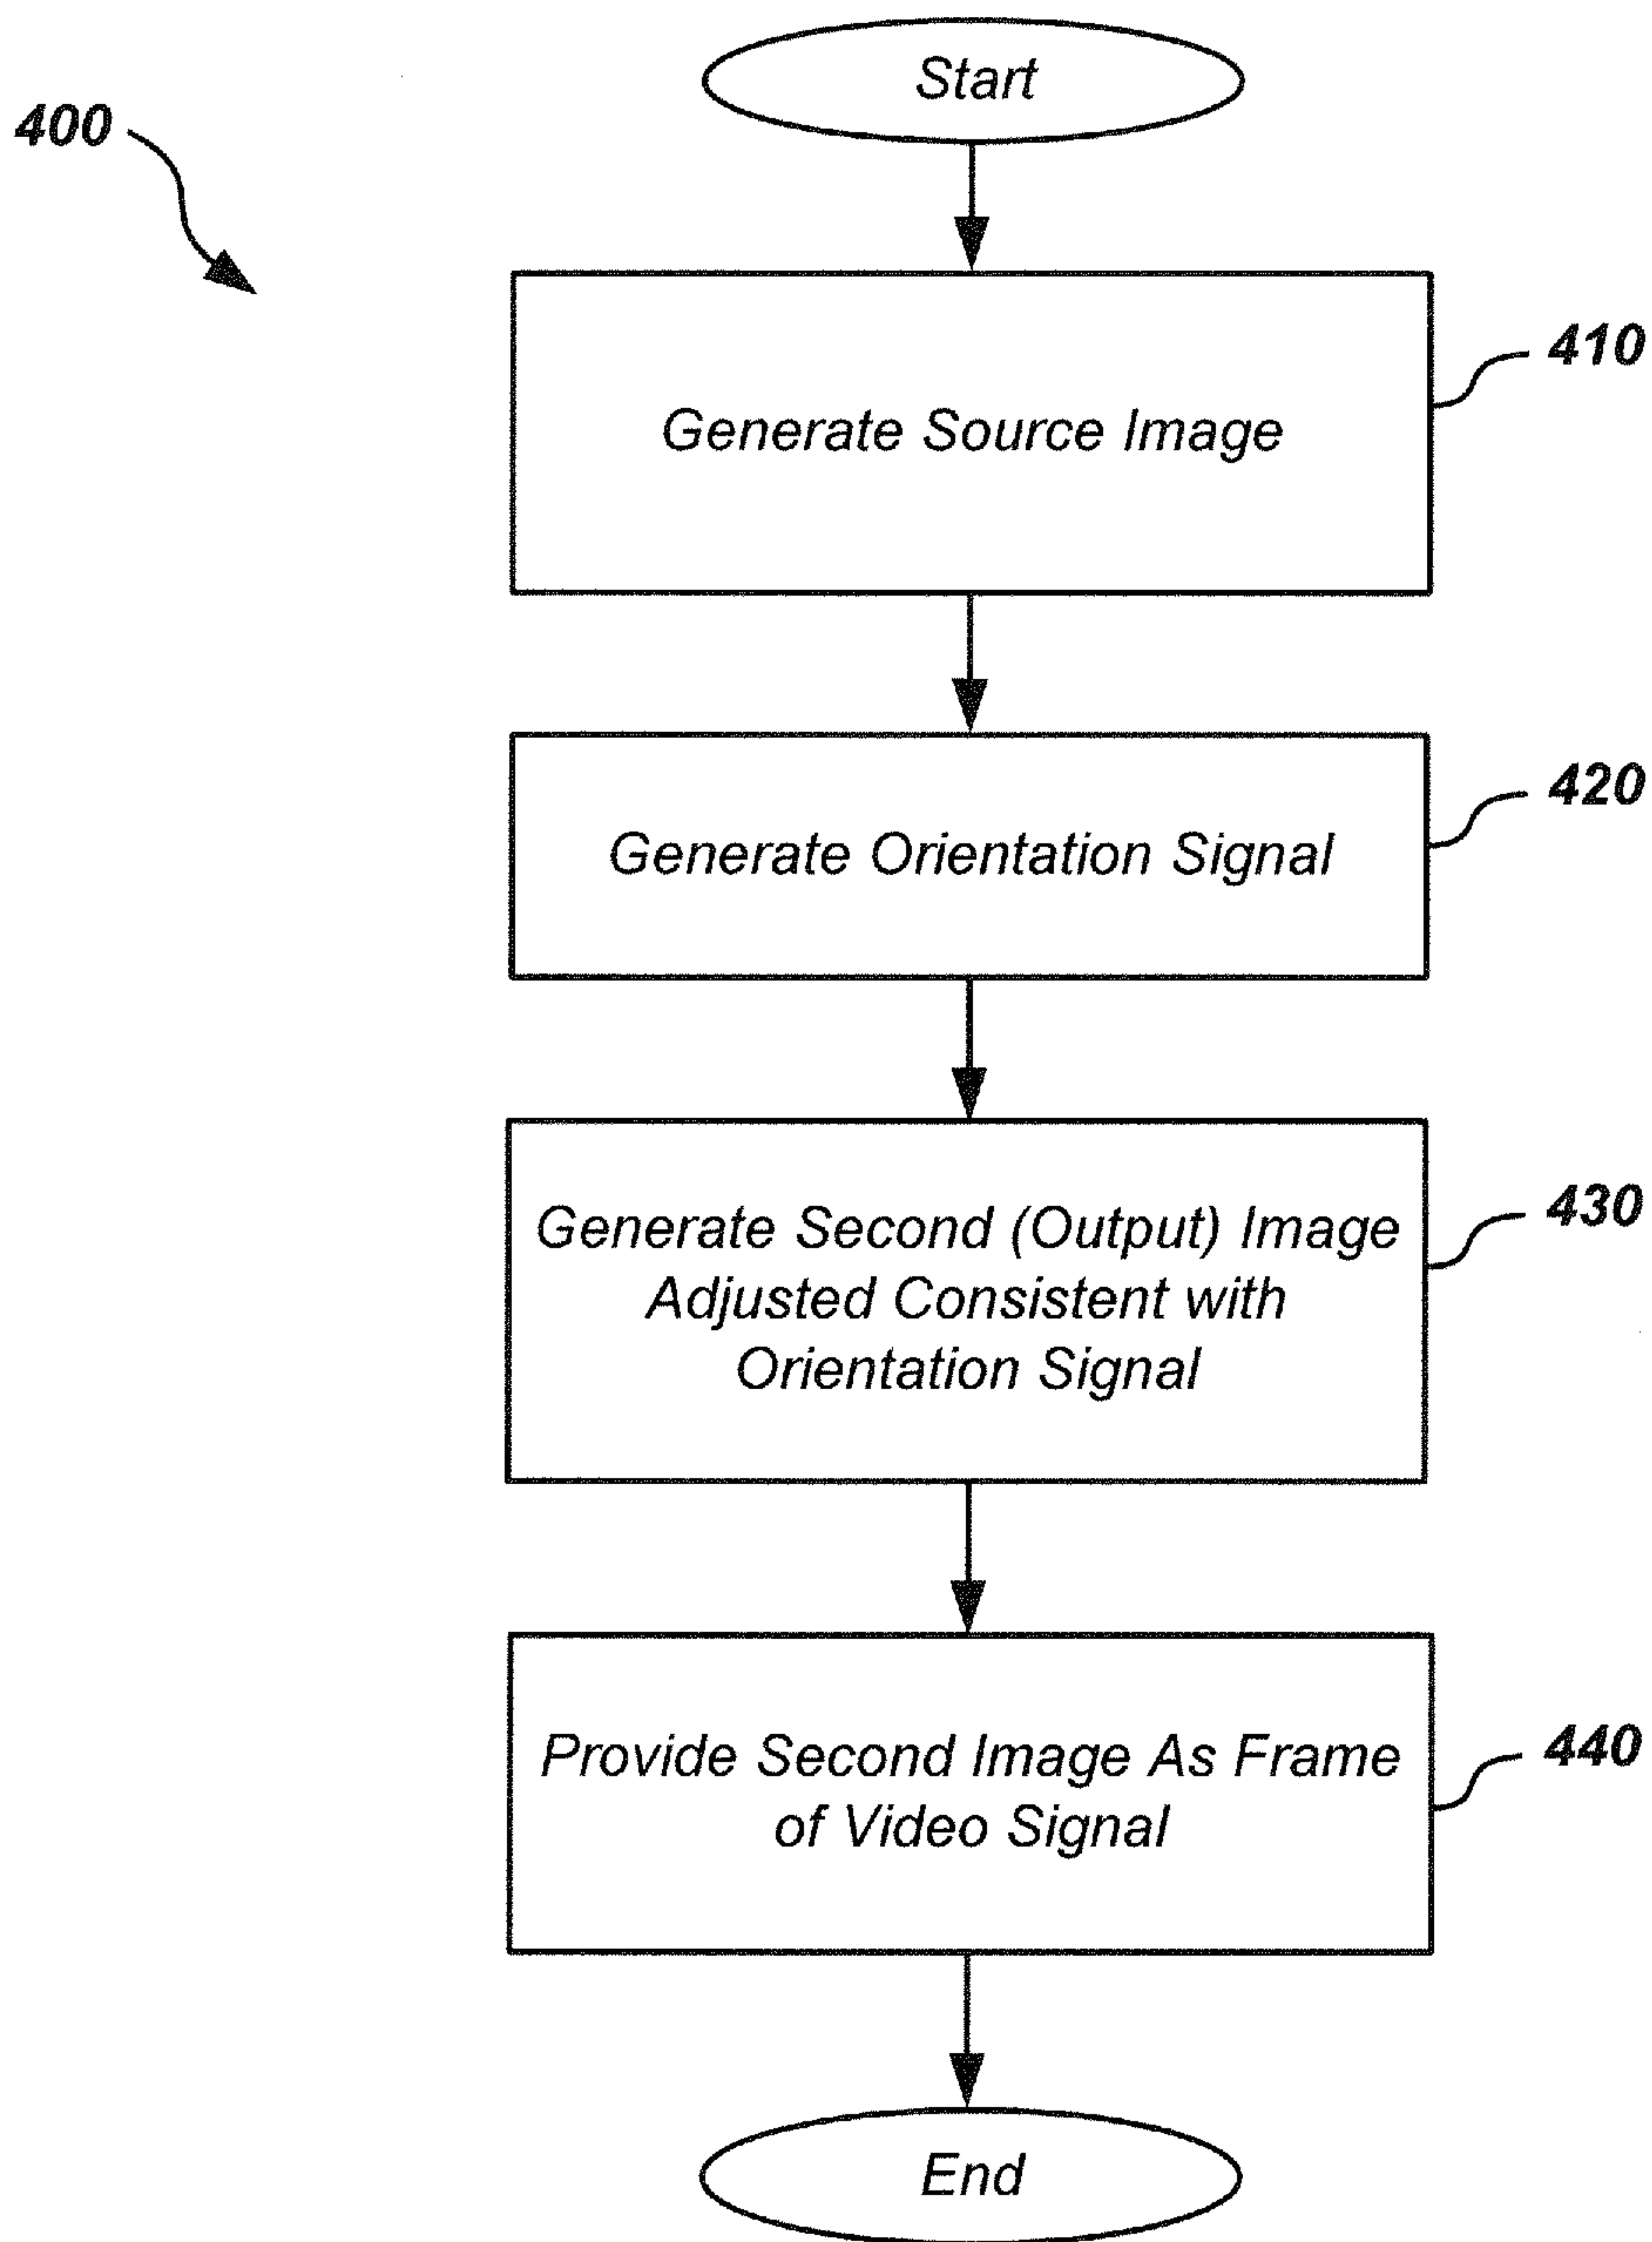 Start
400
410
Generate Source Image
420
Generate Orientation Signal
430
Generate Second (Output) Image
Adjusted Consistent with
Orientation Signal
440
Provide Second Image As Frame
of Video Signal
End